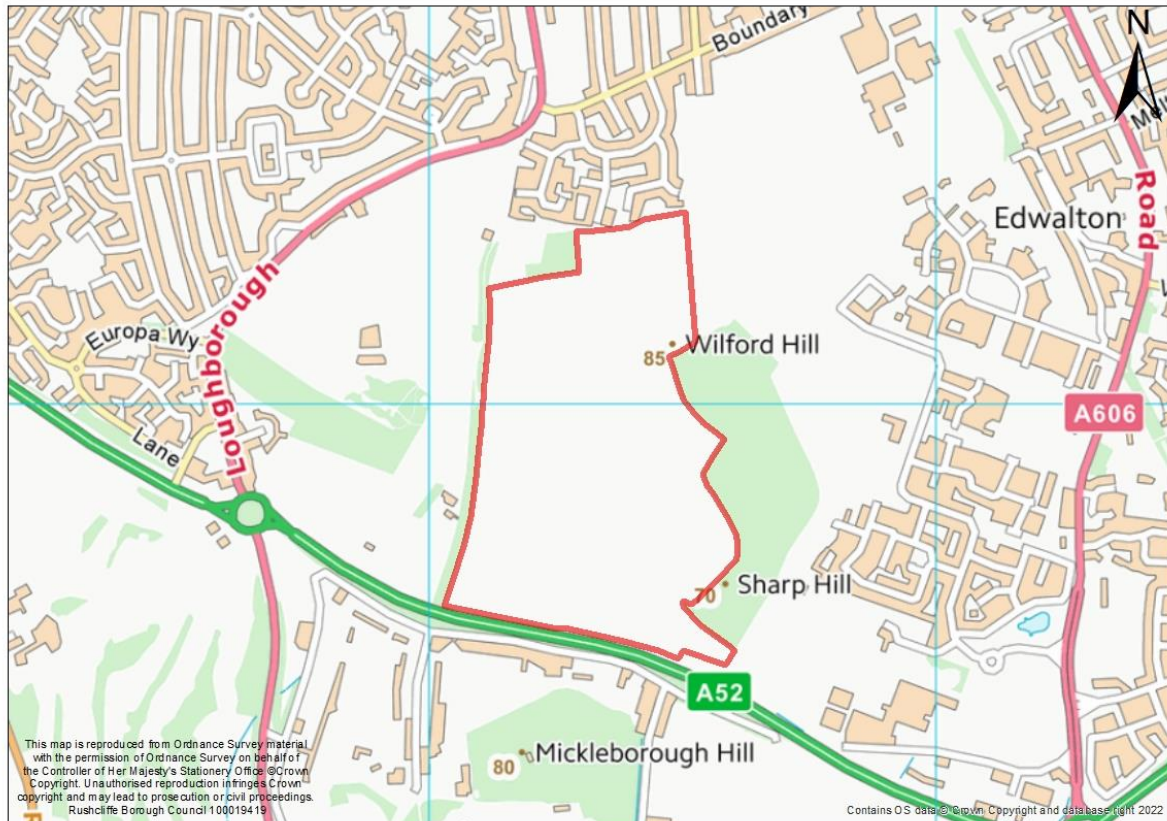 Boundary
N
Mel
Road
Edwalton
Loughborough
Europa Wy
Wilford Hill
85
A606
Lane
Sharp Hill
70
A52
Mickleborough Hill
80
This map is reproduced from Ordnance Survey material
with the permission of Ordnance Survey on behalf of
the Controller of Her Majesty's Stationery Office © Crown
Copyright. Unauthorised reproduction infringes Crown
copyright and may lead to prosecution or civil proceedings.
Rushcliffe Borough Council 100019419
Contains OS data © Crown Copyright and database right 2022